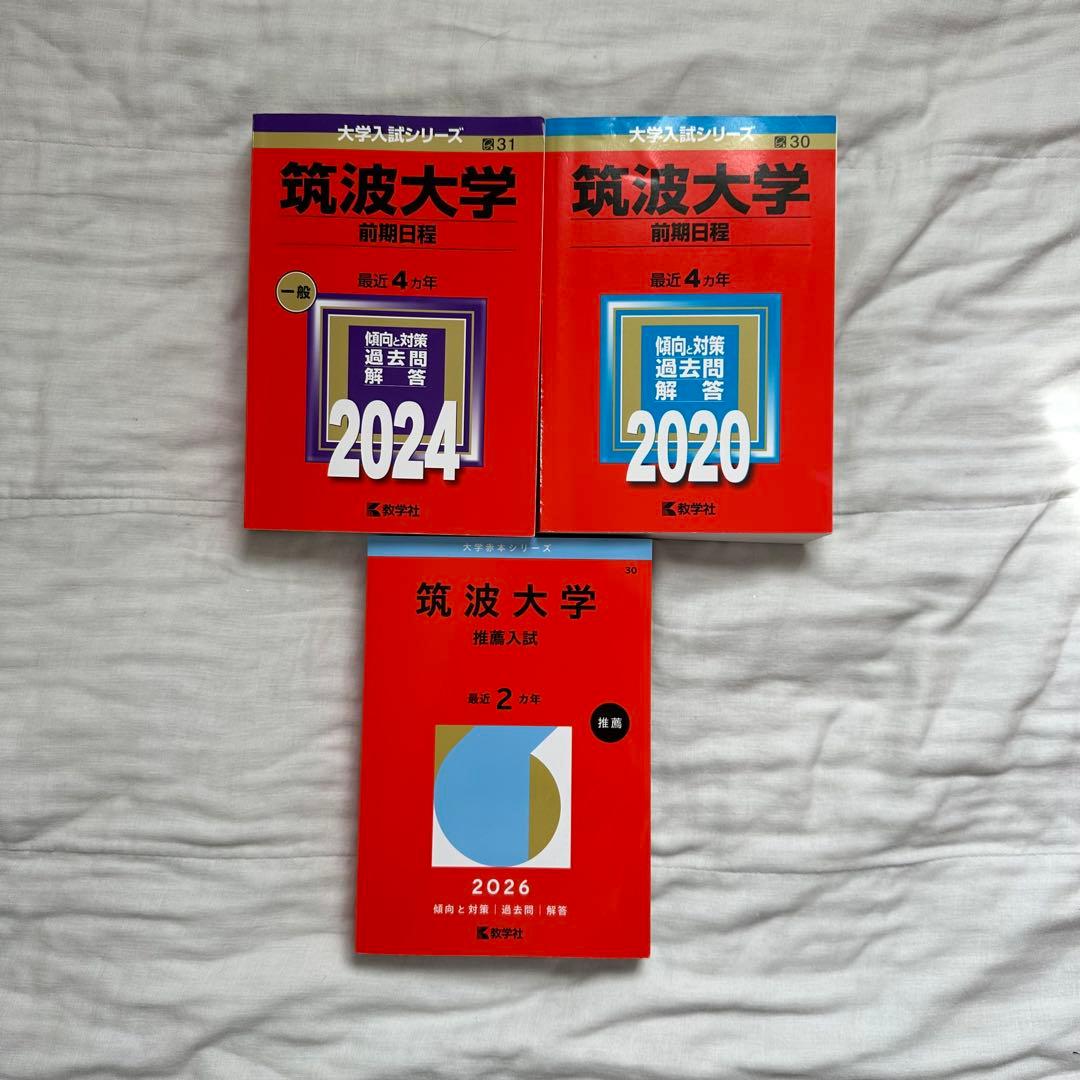 大学入試シリーズ
31
筑波大学
前期日程
最近4カ年
一般
傾向と対策
過去問
解答
2024
教学社
大学入試シリーズ
30
筑波大学
前期日程
最近4カ年
傾向と対策
過去問
解答
2020
教学社
大学赤本シリーズ
30
筑波大学
推薦入試
最近2カ年
推薦
2026
傾向と対策|過去問|解答
教学社